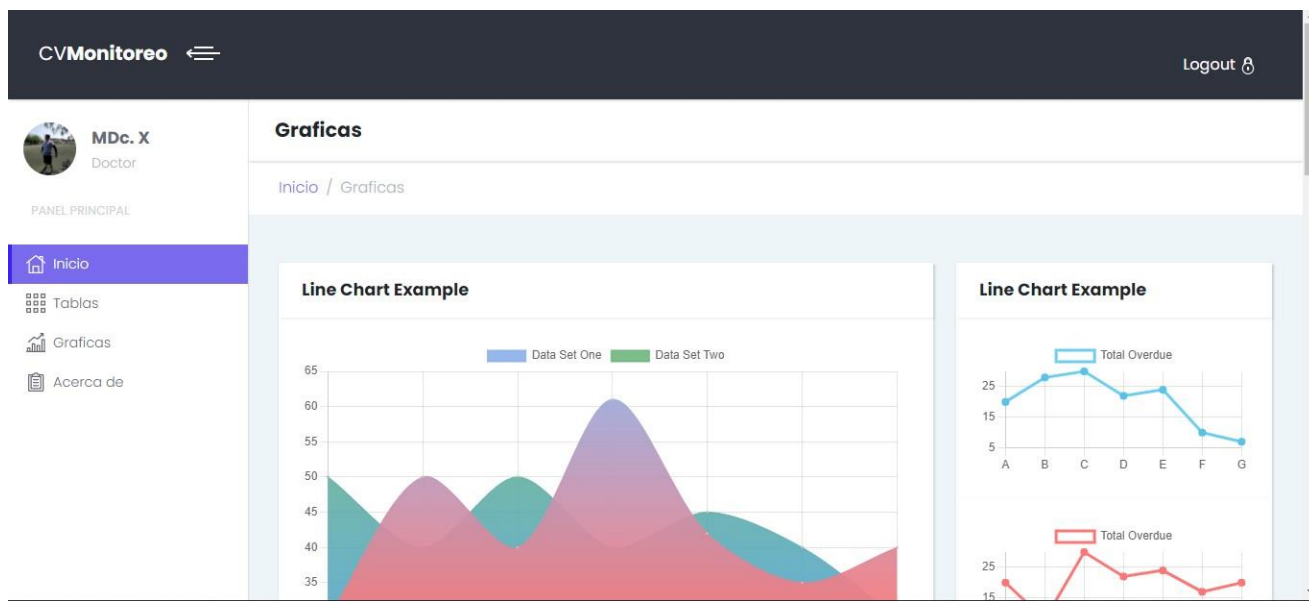 CVMonitoreo
Logout
MDc. X
Doctor
PANEL PRINCIPAL
Inicio
Tablas
Graficas
Acerca de
Graficas
Inicio / Graficas
Line Chart Example
Data Set One Data Set Two
65
60
55
50
45
40
35
Line Chart Example
Total Overdue
25
15
5
A B C D E F G
Total Overdue
25
15